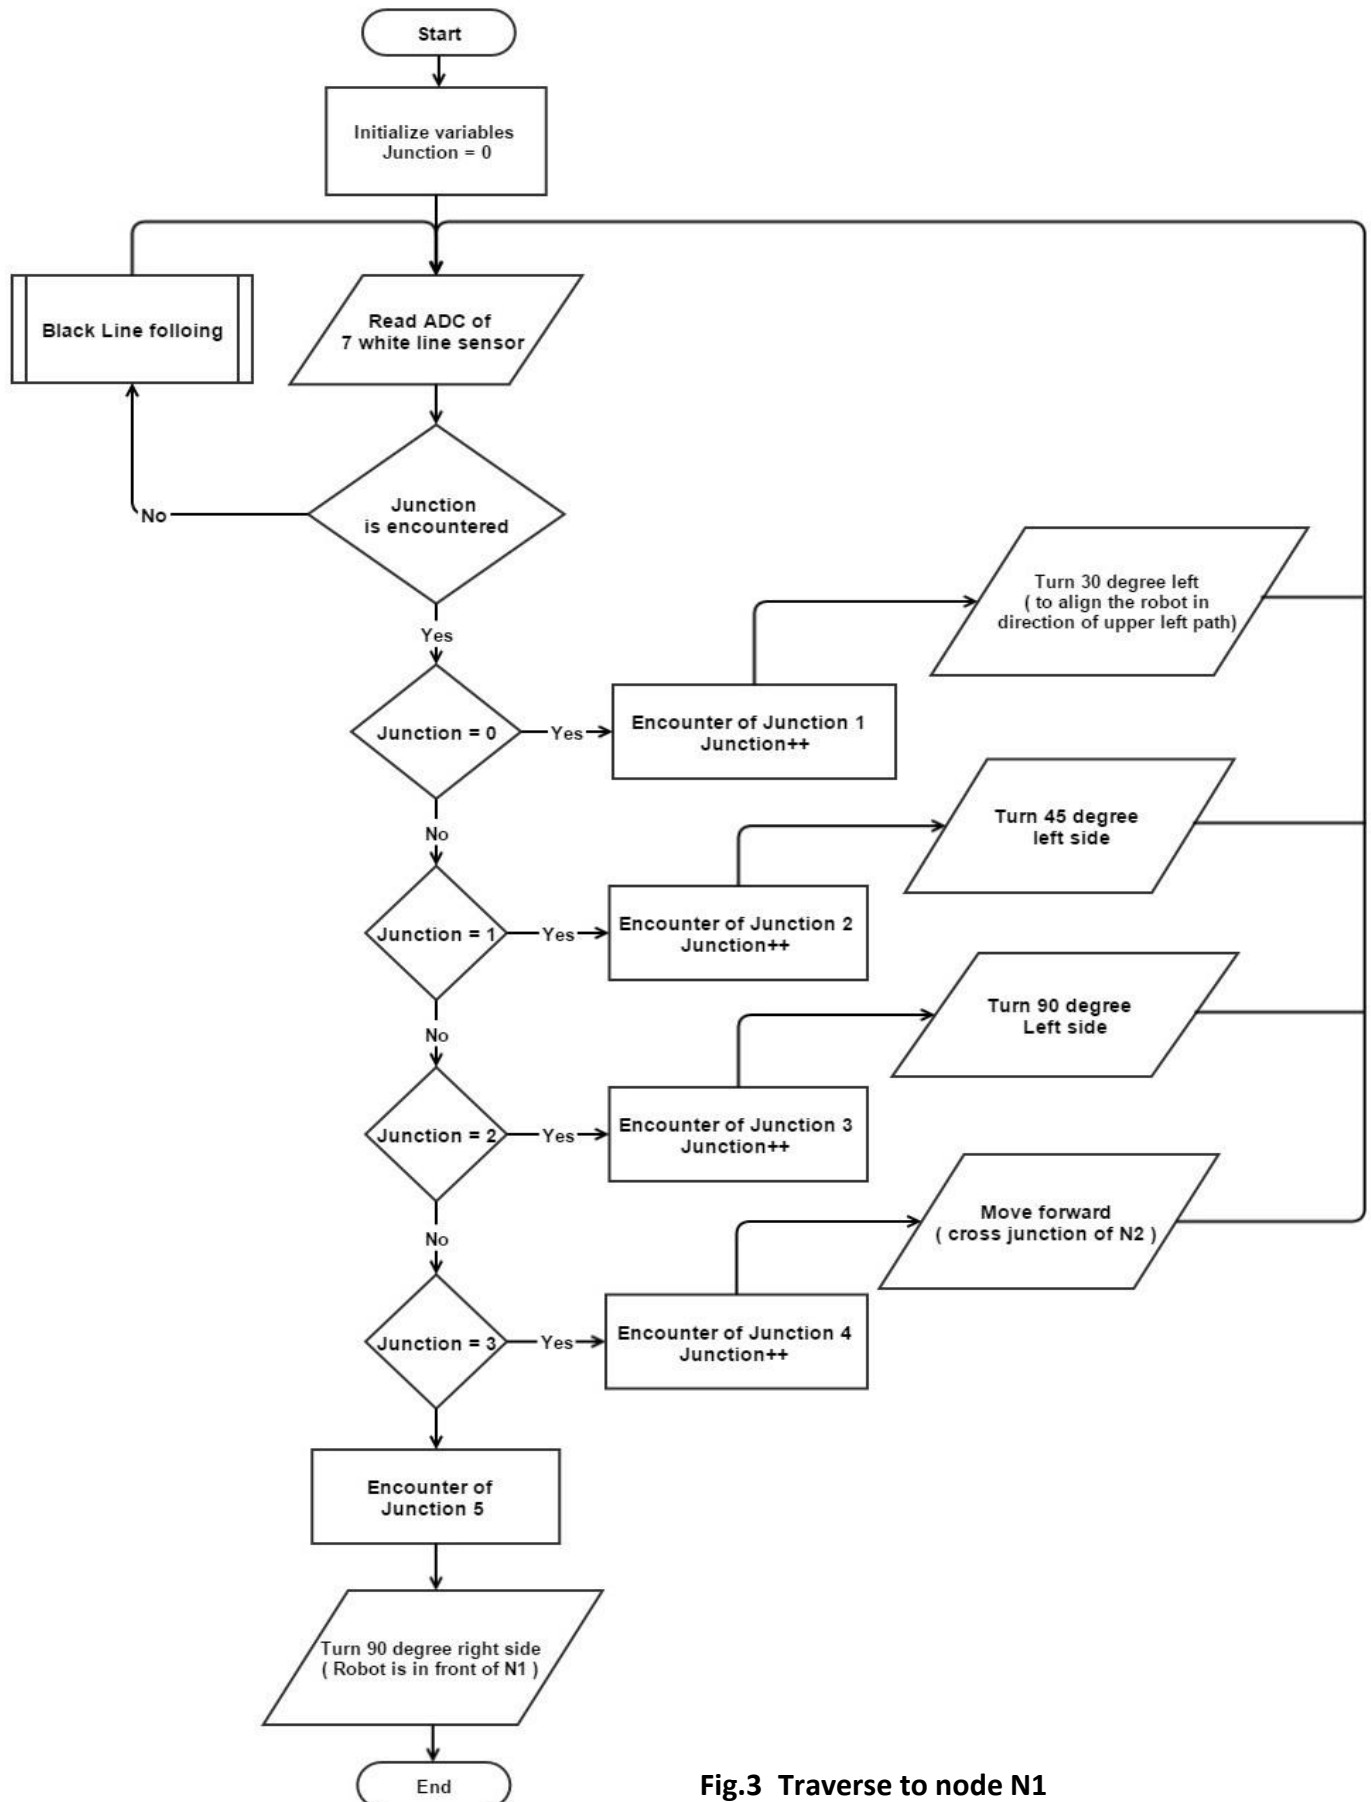 Start
Initialize variables
Junction = 0
Black Line folloing
Read ADC of
7 white line sensor
Junction
is encountered
No
Yes
Turn 30 degree left
( to align the robot in
direction of upper left path)
Junction = 0
Yes
Encounter of Junction 1
Junction++
No
Turn 45 degree
left side
Junction = 1
Yes
Encounter of Junction 2
Junction++
No
Turn 90 degree
Left side
Junction = 2
Yes
Encounter of Junction 3
Junction++
No
Move forward
( cross junction of N2 )
Junction = 3
Yes
Encounter of Junction 4
Junction++
Encounter of
Junction 5
Turn 90 degree right side
( Robot is in front of N1 )
End
Fig.3 Traverse to node N1